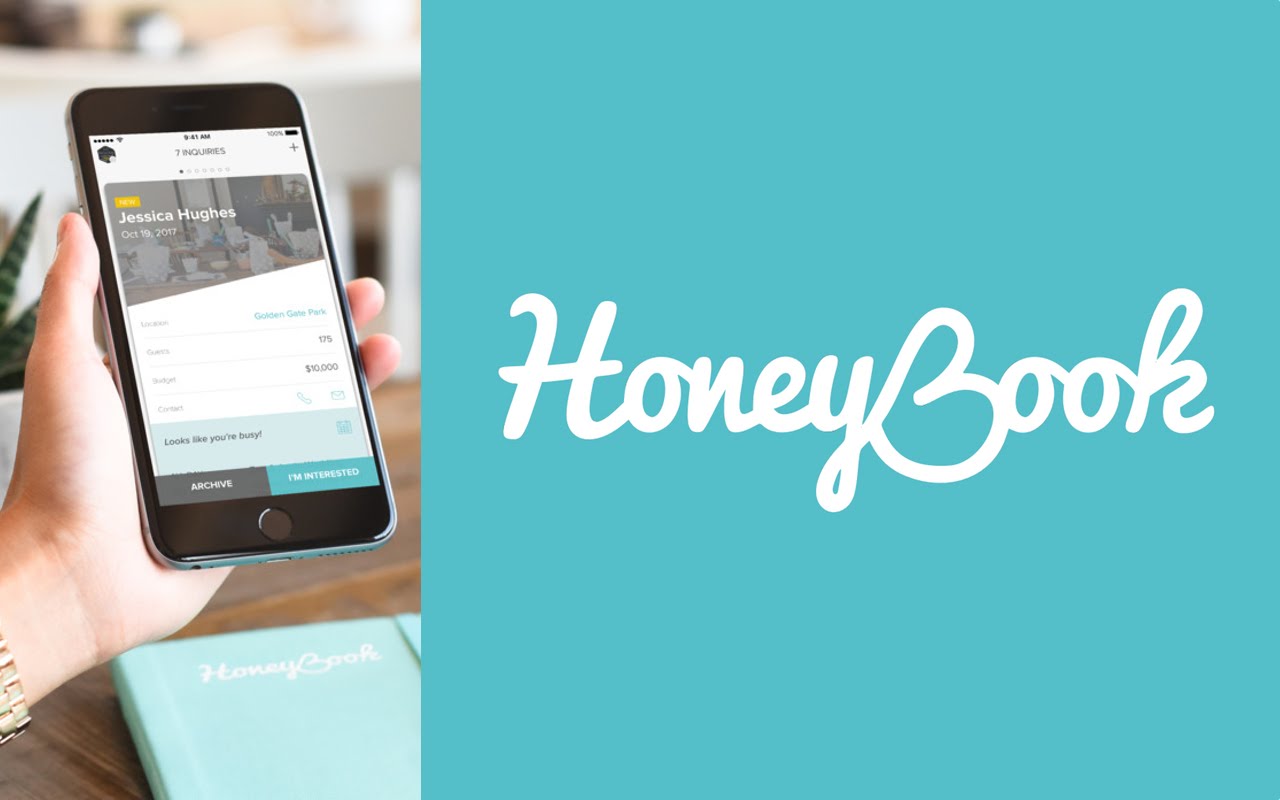 9:41 AM
100%
7 INQUIRIES
NEW
Jessica Hughes
Oct 19, 2017
Location Golden Gate Park
Guests 175
Budget $10,000
Contact
Looks like you're busy!
ARCHIVE I'M INTERESTED
HoneyBook
HoneyBook